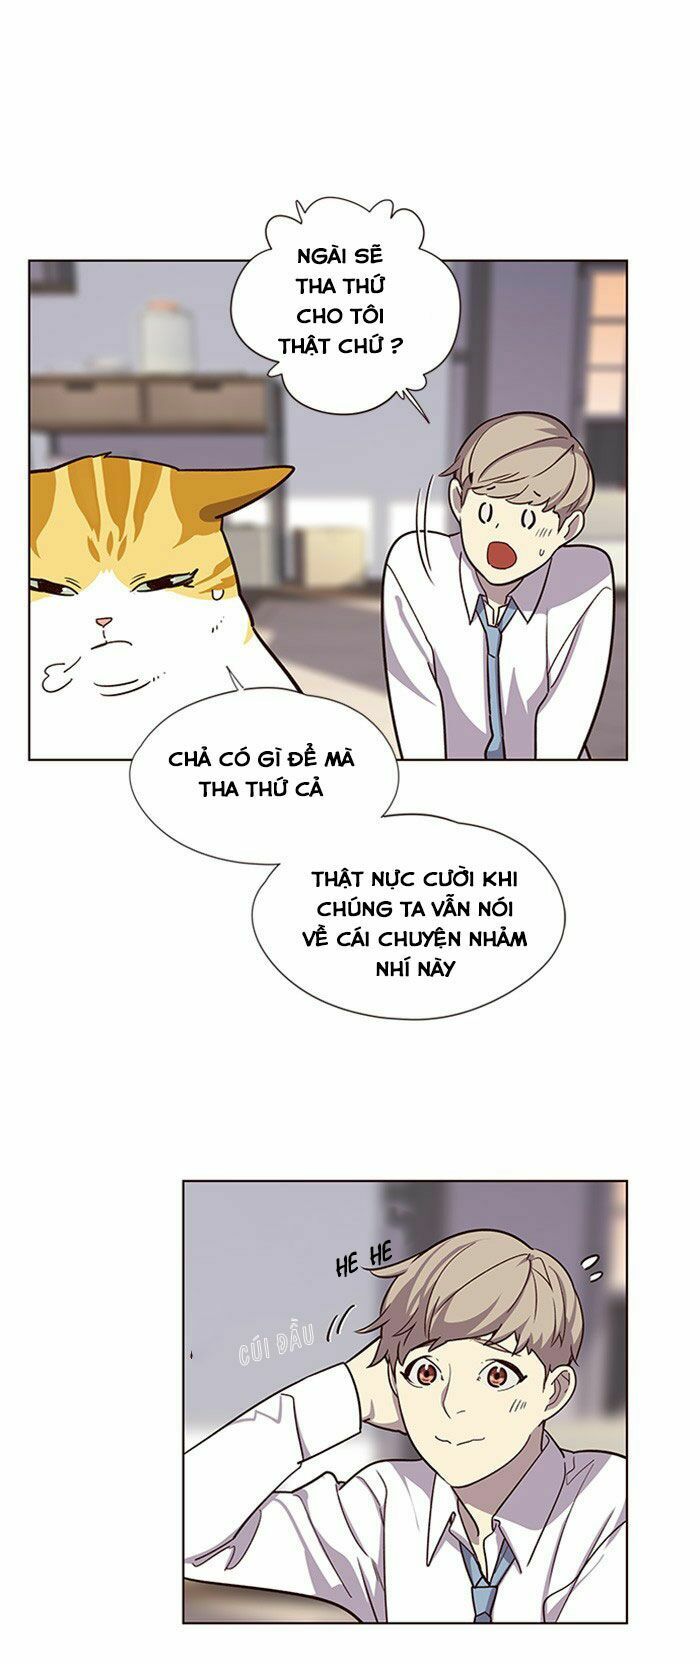 NGÀI SẼ
THA THỨ
CHO TÔI
THẬT CHỨ ?
CHẢ CÓ GÌ ĐỂ MÀ
THA THỨ CẢ
THẬT NỰC CƯỜI KHI
CHÚNG TA VẪN NÓI
VỀ CÁI CHUYỆN NHẢM
NHÍ NÀY
HE HE
CÚI ĐẦU